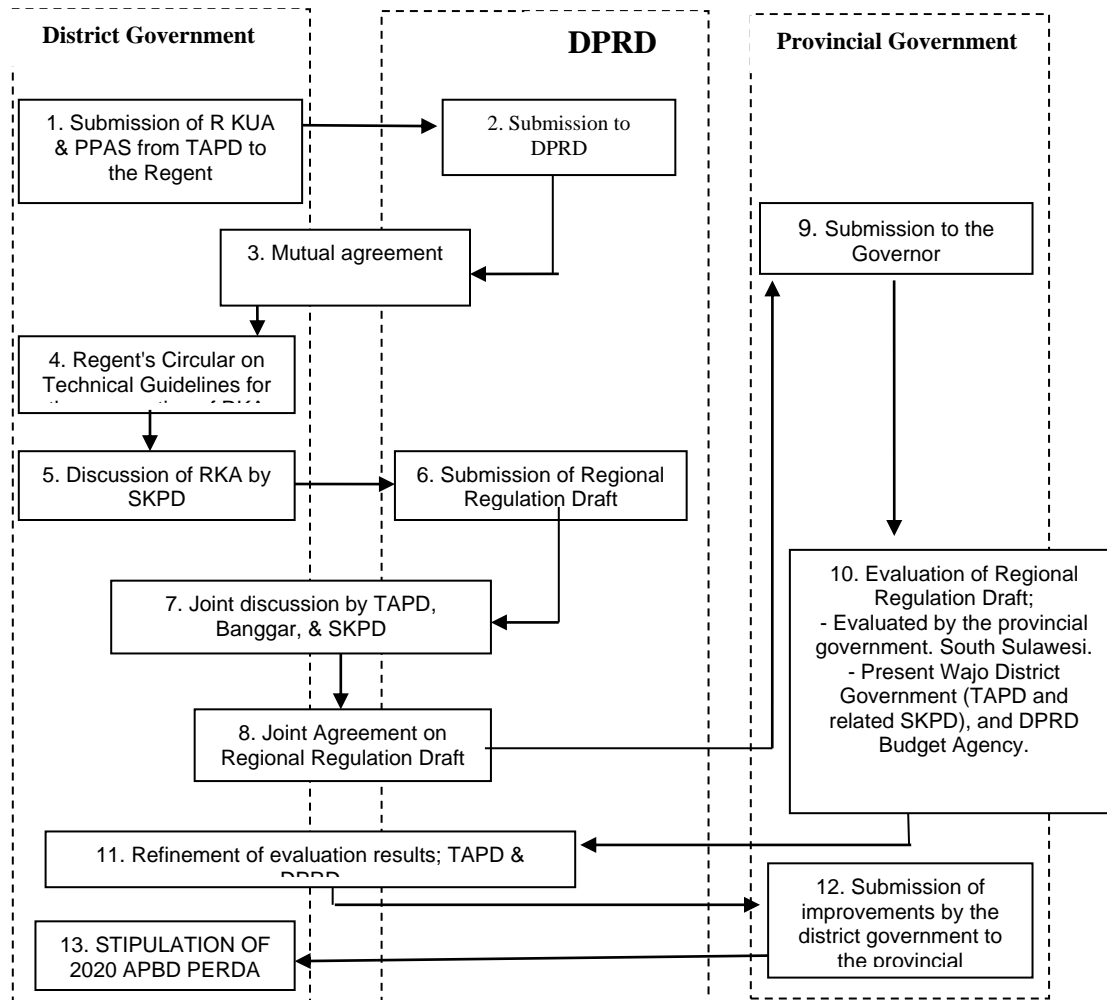 District Government
DPRD
Provincial Government
1. Submission of R KUA
& PPAS from TAPD to
the Regent
2. Submission to
DPRD
3. Mutual agreement
4. Regent's Circular on
Technical Guidelines for
5. Discussion of RKA by
SKPD
6. Submission of Regional
Regulation Draft
7. Joint discussion by TAPD,
Banggar, & SKPD
8. Joint Agreement on
Regional Regulation Draft
9. Submission to the
Governor
10. Evaluation of Regional
Regulation Draft;
- Evaluated by the provincial
government. South Sulawesi.
- Present Wajo District
Government (TAPD and
related SKPD), and DPRD
Budget Agency.
11. Refinement of evaluation results; TAPD &
DPRD
12. Submission of
improvements by the
district government to
the provincial
13. STIPULATION OF
2020 APBD PERDA